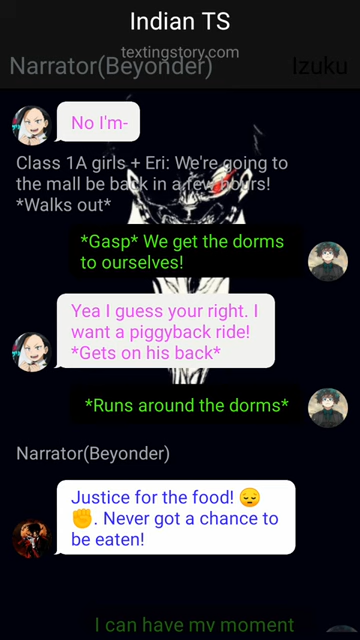 Indian TS
textingstory.com
Narrator(Beyonder)
Izuku
No I'm-
Class 1A girls + Eri: We're going to
the mall be back in a few hours!
*Walks out*
*Gasp* We get the dorms
to ourselves!
Yea I guess your right. I
want a piggyback ride!
*Gets on his back*
*Runs around the dorms*
Narrator(Beyonder)
Justice for the food! 😔
✊. Never got a chance to
be eaten!
I can have my moment